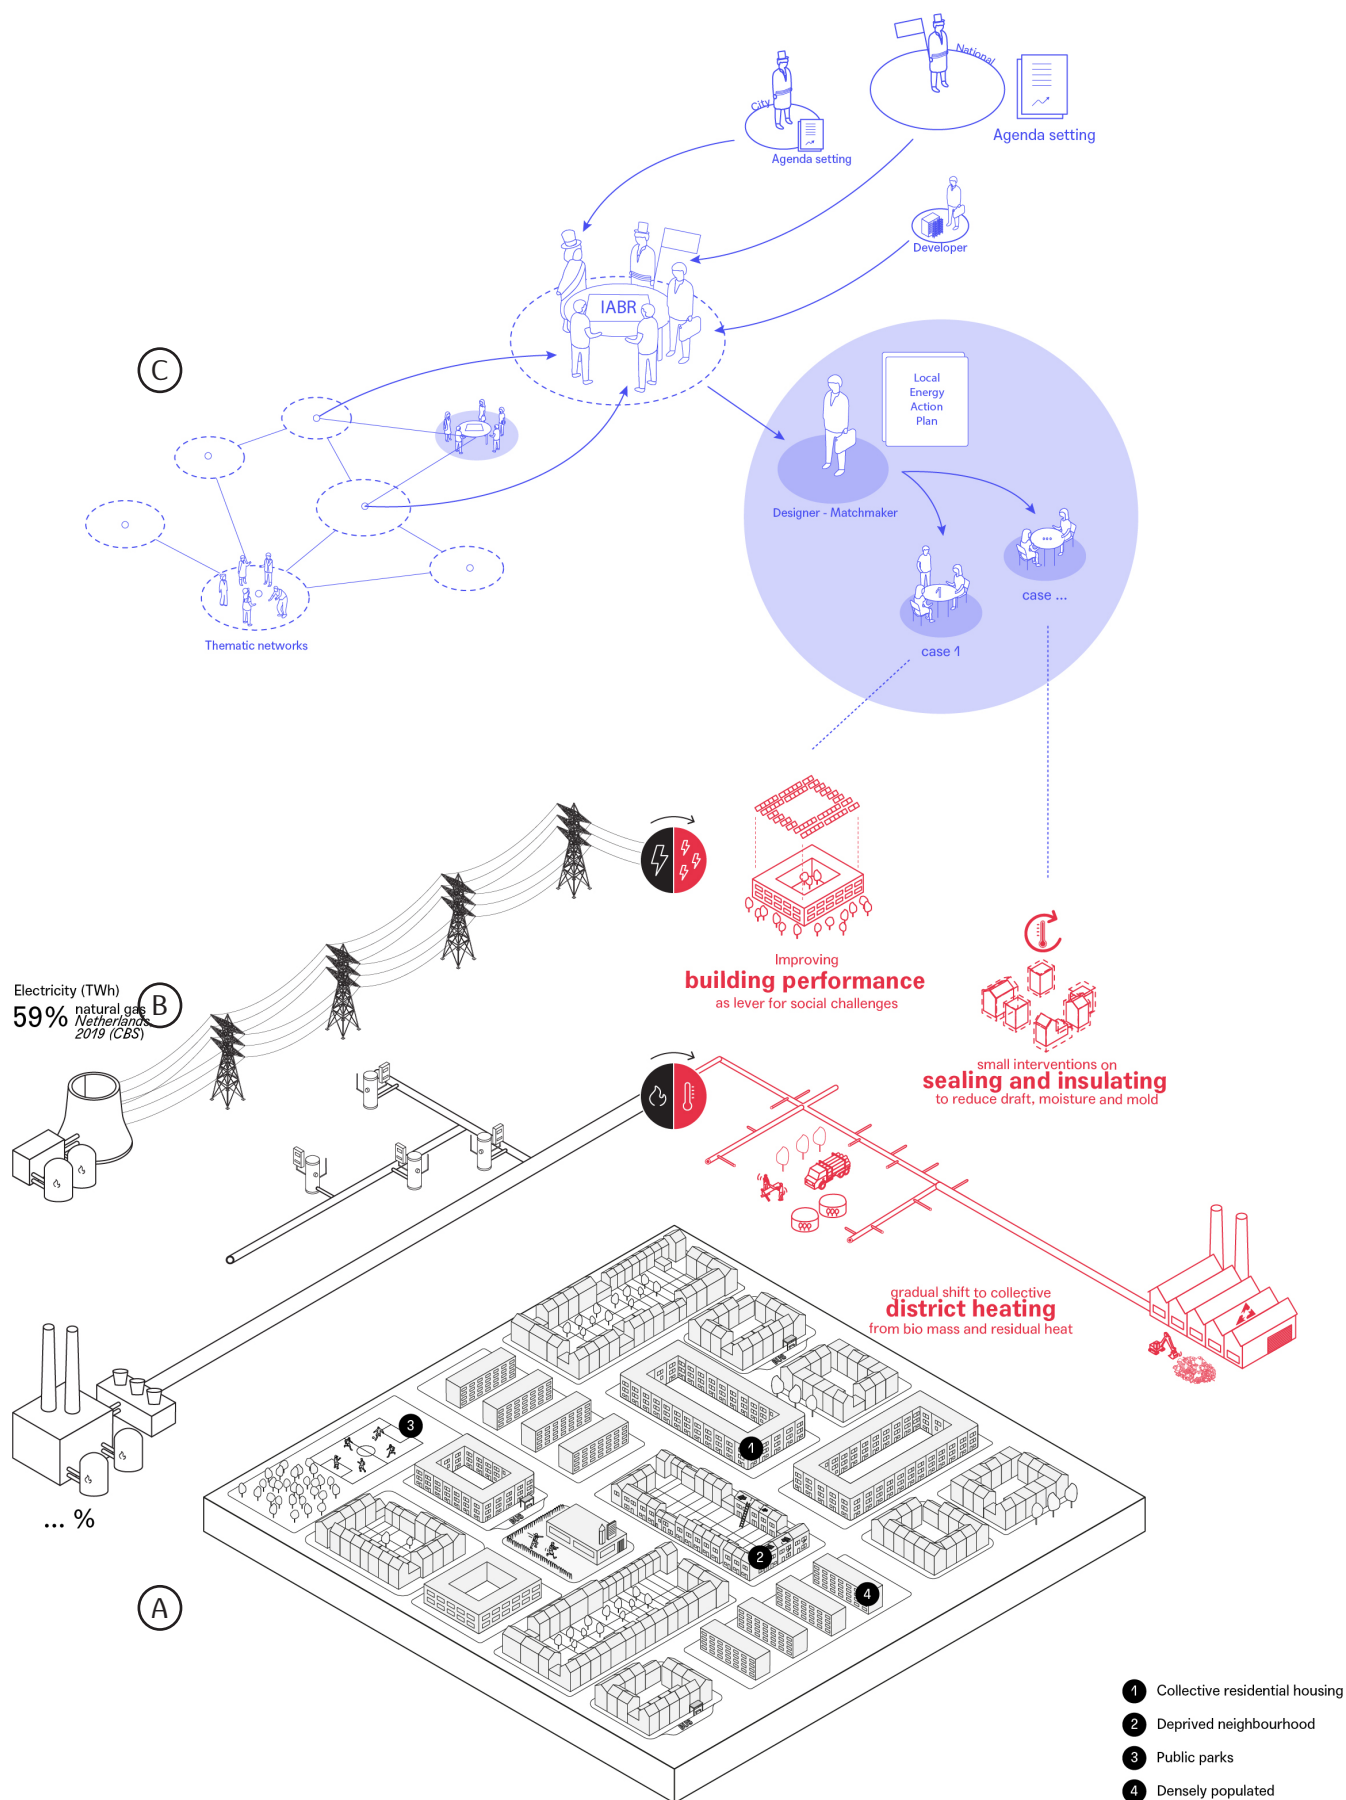 National
City
Agenda setting
Agenda setting
Developer
IABR
C
Local
Energy
Action
Plan
Designer - Matchmaker
...
1
case ...
case 1
Thematic networks
Improving
building performance
as lever for social challenges
Electricity (TWh)
59% natural gas
Netherlands
2019 (CBS)
B
small interventions on
sealing and insulating
to reduce draft, moisture and mold
gradual shift to collective
district heating
from bio mass and residual heat
BUS
3
1
... %
BUS
2
4
A
BUS
1 Collective residential housing
2 Deprived neighbourhood
3 Public parks
4 Densely populated